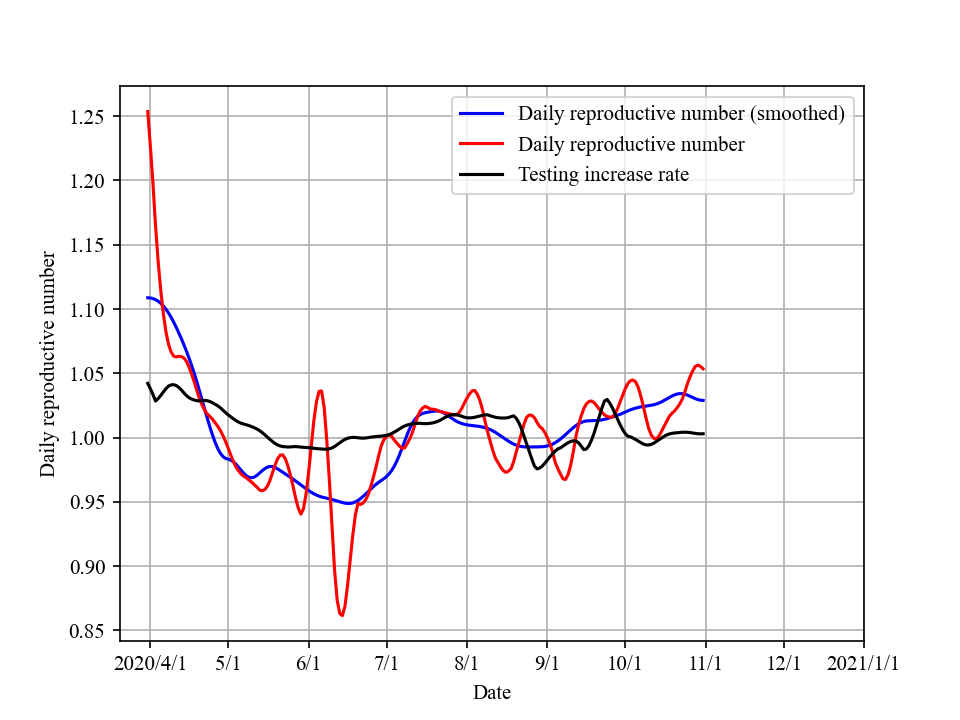 Daily reproductive number (smoothed)
Daily reproductive number
Testing increase rate
1.25
1.20
1.15
1.10
1.05
1.00
0.95
0.90
0.85
Daily reproductive number
2020/4/1 5/1 6/1 7/1 8/1 9/1 10/1 11/1 12/1 2021/1/1
Date